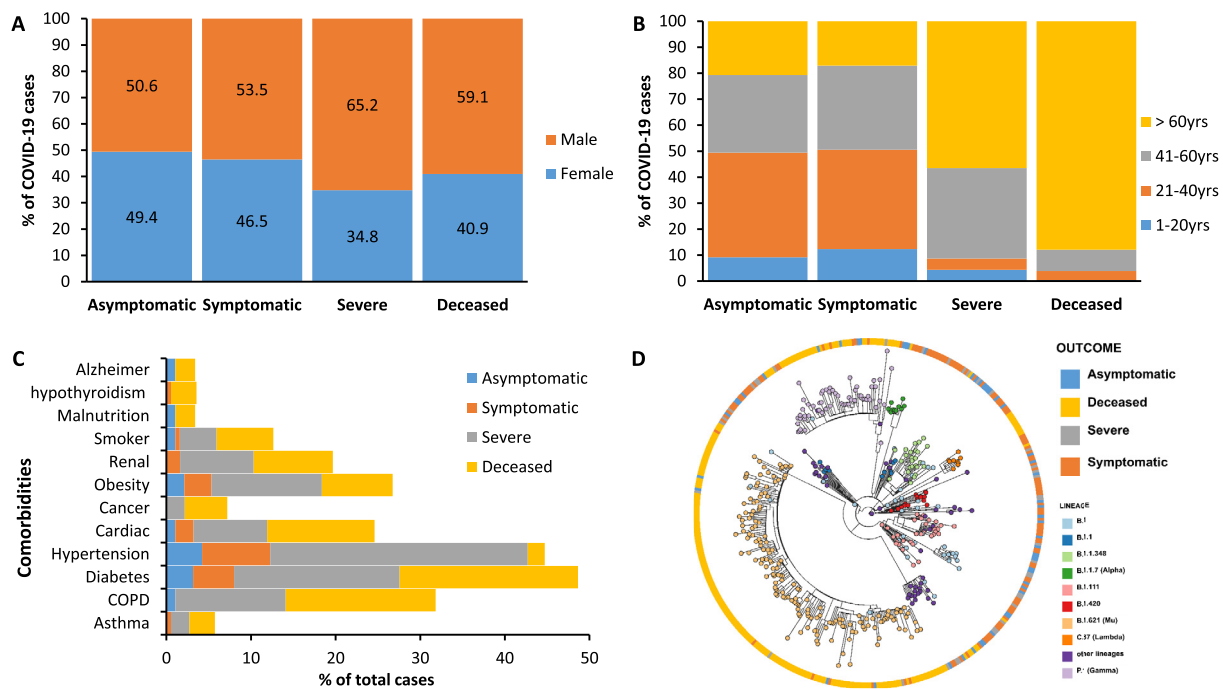 A
% of COVID-19 cases
100
90
80
70
60
50
40
30
20
10
0
50.6
53.5
65.2
59.1
49.4
46.5
34.8
40.9
Asymptomatic Symptomatic Severe Deceased
Male
Female
B
% of COVID-19 cases
100
90
80
70
60
50
40
30
20
10
0
Asymptomatic Symptomatic Severe Deceased
> 60yrs
41-60yrs
21-40yrs
1-20yrs
C
Comorbidities
Alzheimer
hypothyroidism
Malnutrition
Smoker
Renal
Obesity
Cancer
Cardiac
Hypertension
Diabetes
COPD
Asthma
0 10 20 30 40 50
% of total cases
Asymptomatic
Symptomatic
Severe
Deceased
D
OUTCOME
Asymptomatic
Deceased
Severe
Symptomatic
LINEAGE
B.1
B.1.1
B.1.1.348
B.1.1.7 (Alpha)
B.1.111
B.1.420
B.1.621 (Mu)
C.37 (Lambda)
other lineages
P.1 (Gamma)